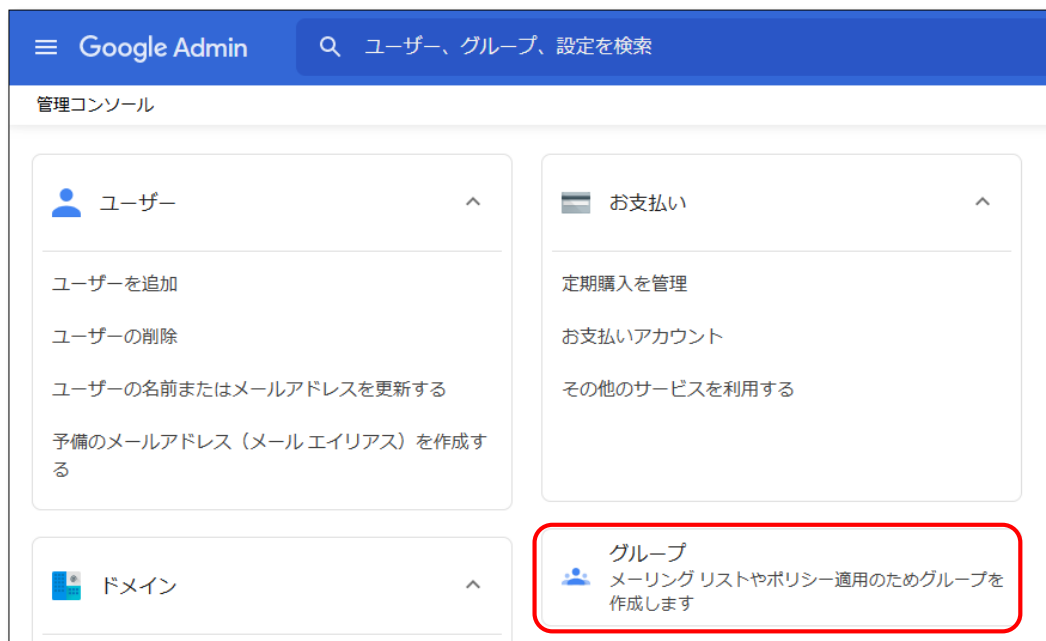 Google Admin
ユーザー、グループ、設定を検索
管理コンソール
ユーザー
ユーザーを追加
ユーザーの削除
ユーザーの名前またはメールアドレスを更新する
予備のメールアドレス（メール エイリアス）を作成す
る
お支払い
定期購入を管理
お支払いアカウント
その他のサービスを利用する
ドメイン
グループ
メーリング リストやポリシー適用のためグループを
作成します